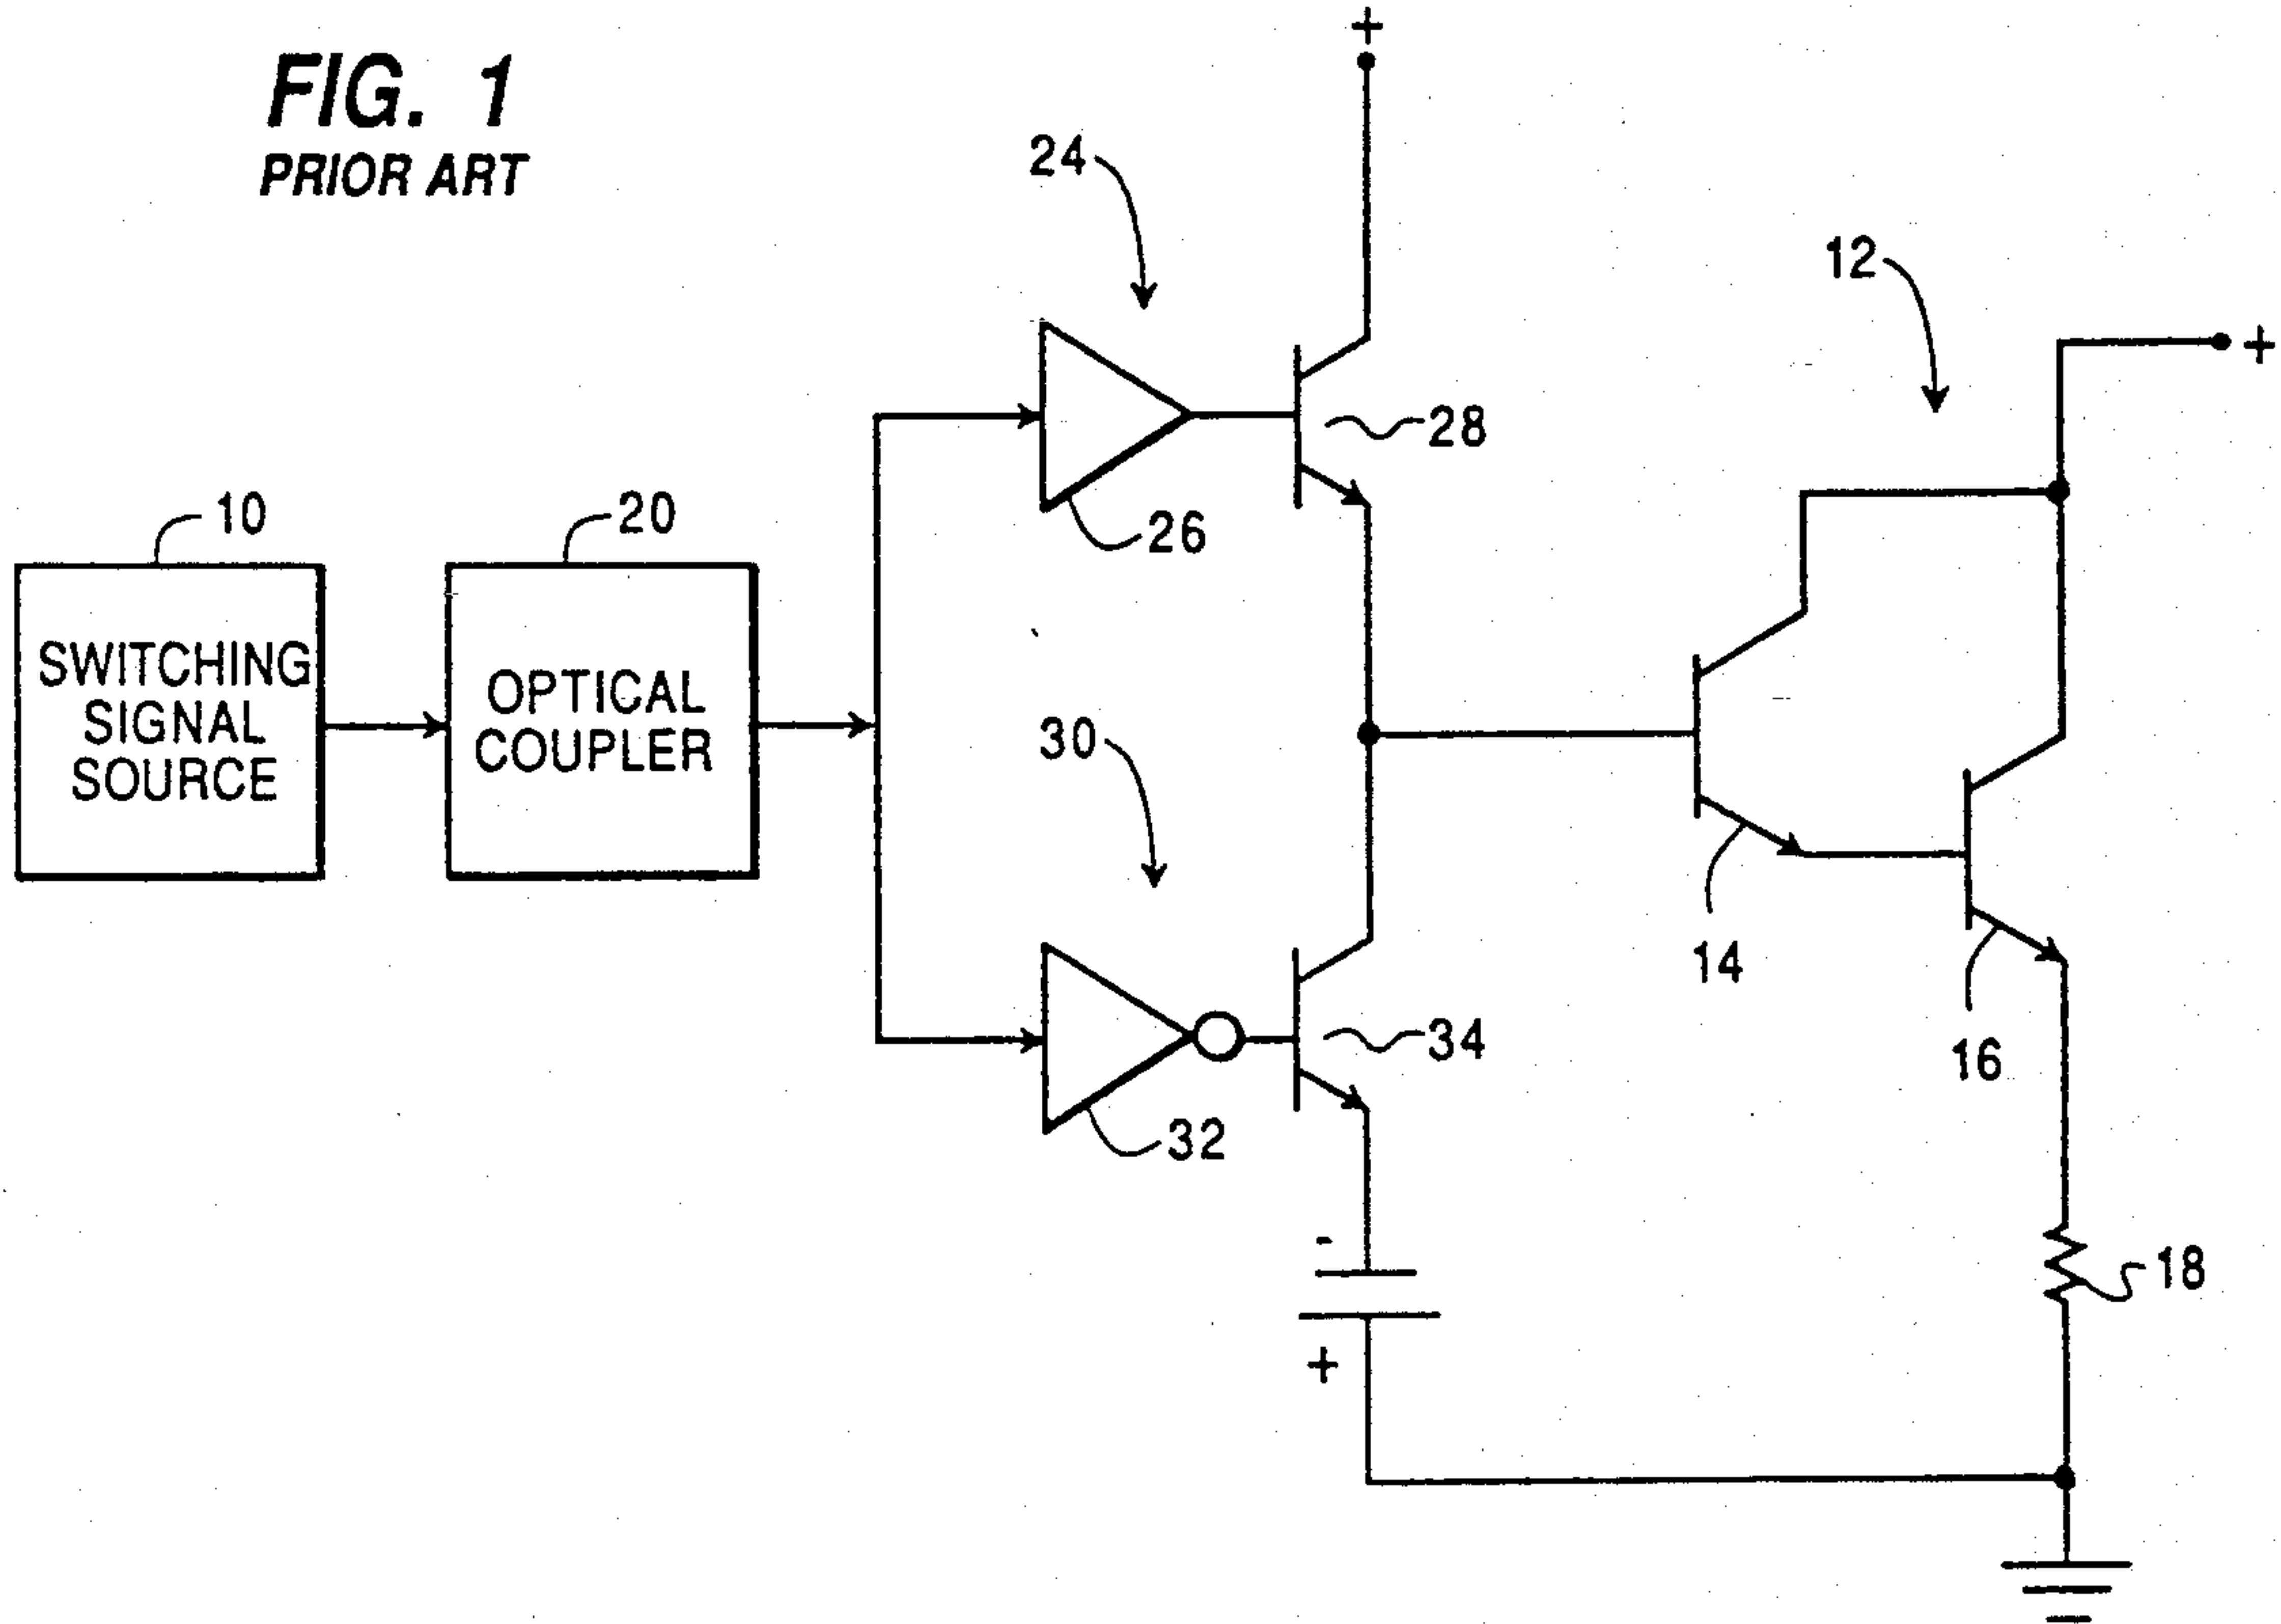 FIG. 1
PRIOR ART
+
24
12
+
28
26
10
20
SWITCHING
SIGNAL
SOURCE
OPTICAL
COUPLER
30
14
34
16
32
-
18
+